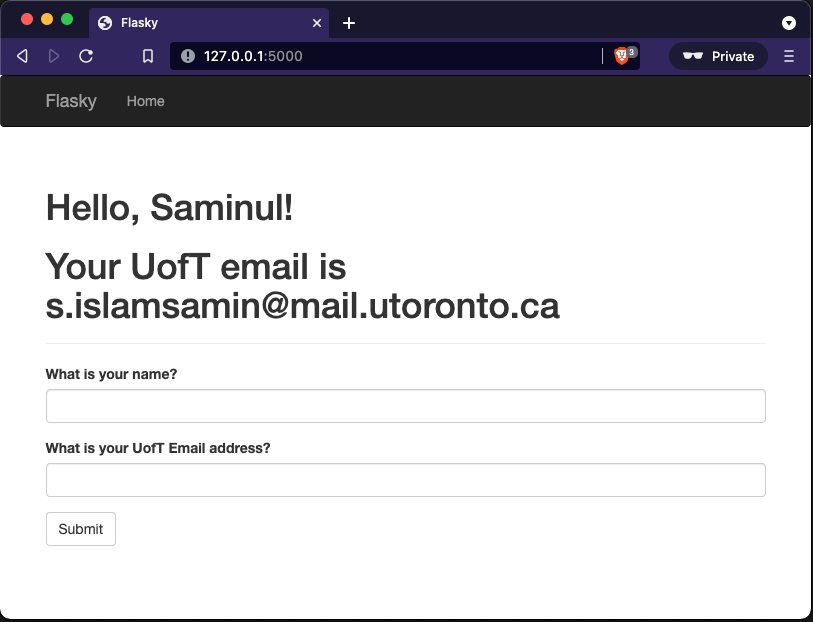 Flasky
127.0.0.1:5000
3
Private
Flasky Home
Hello, Saminul!
Your UofT email is
s.islamsamin@mail.utoronto.ca
What is your name?
What is your UofT Email address?
Submit